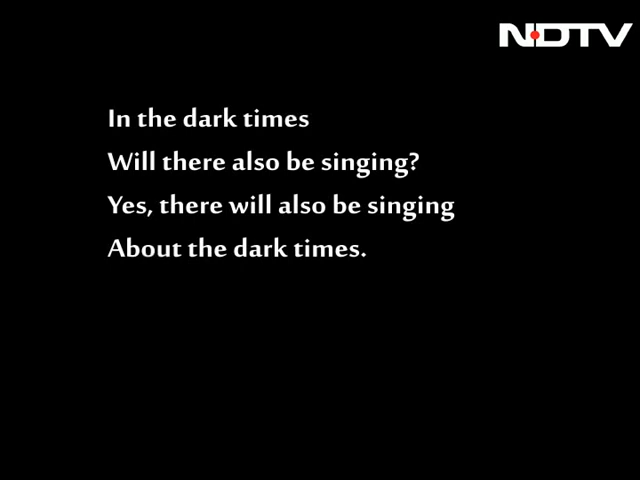 NDTV
In the dark times
Will there also be singing?
Yes, there will also be singing
About the dark times.